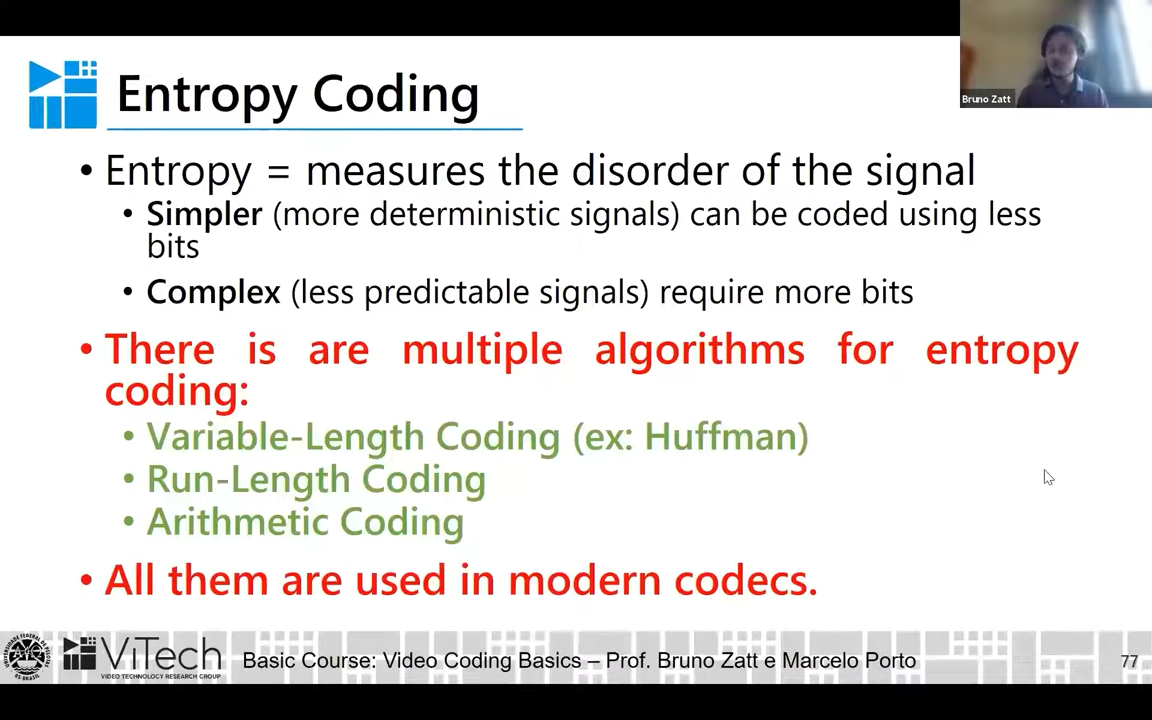 Bruno Zatt
Entropy Coding
• Entropy = measures the disorder of the signal
• Simpler (more deterministic signals) can be coded using less
bits
• Complex (less predictable signals) require more bits
• There is are multiple algorithms for entropy
coding:
• Variable-Length Coding (ex: Huffman)
• Run-Length Coding
• Arithmetic Coding
• All them are used in modern codecs.
ViTech
VIDEO TECHNOLOGY RESEARCH GROUP
Basic Course: Video Coding Basics – Prof. Bruno Zatt e Marcelo Porto
77